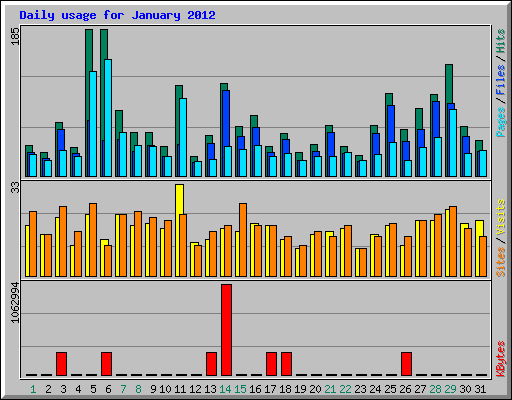 Daily usage for January 2012
185
Pages / Files / Hits
33
Sites / Visits
1062994
KBytes
1 2 3 4 5 6 7 8 9 10 11 12 13 14 15 16 17 18 19 20 21 22 23 24 25 26 27 28 29 30 31